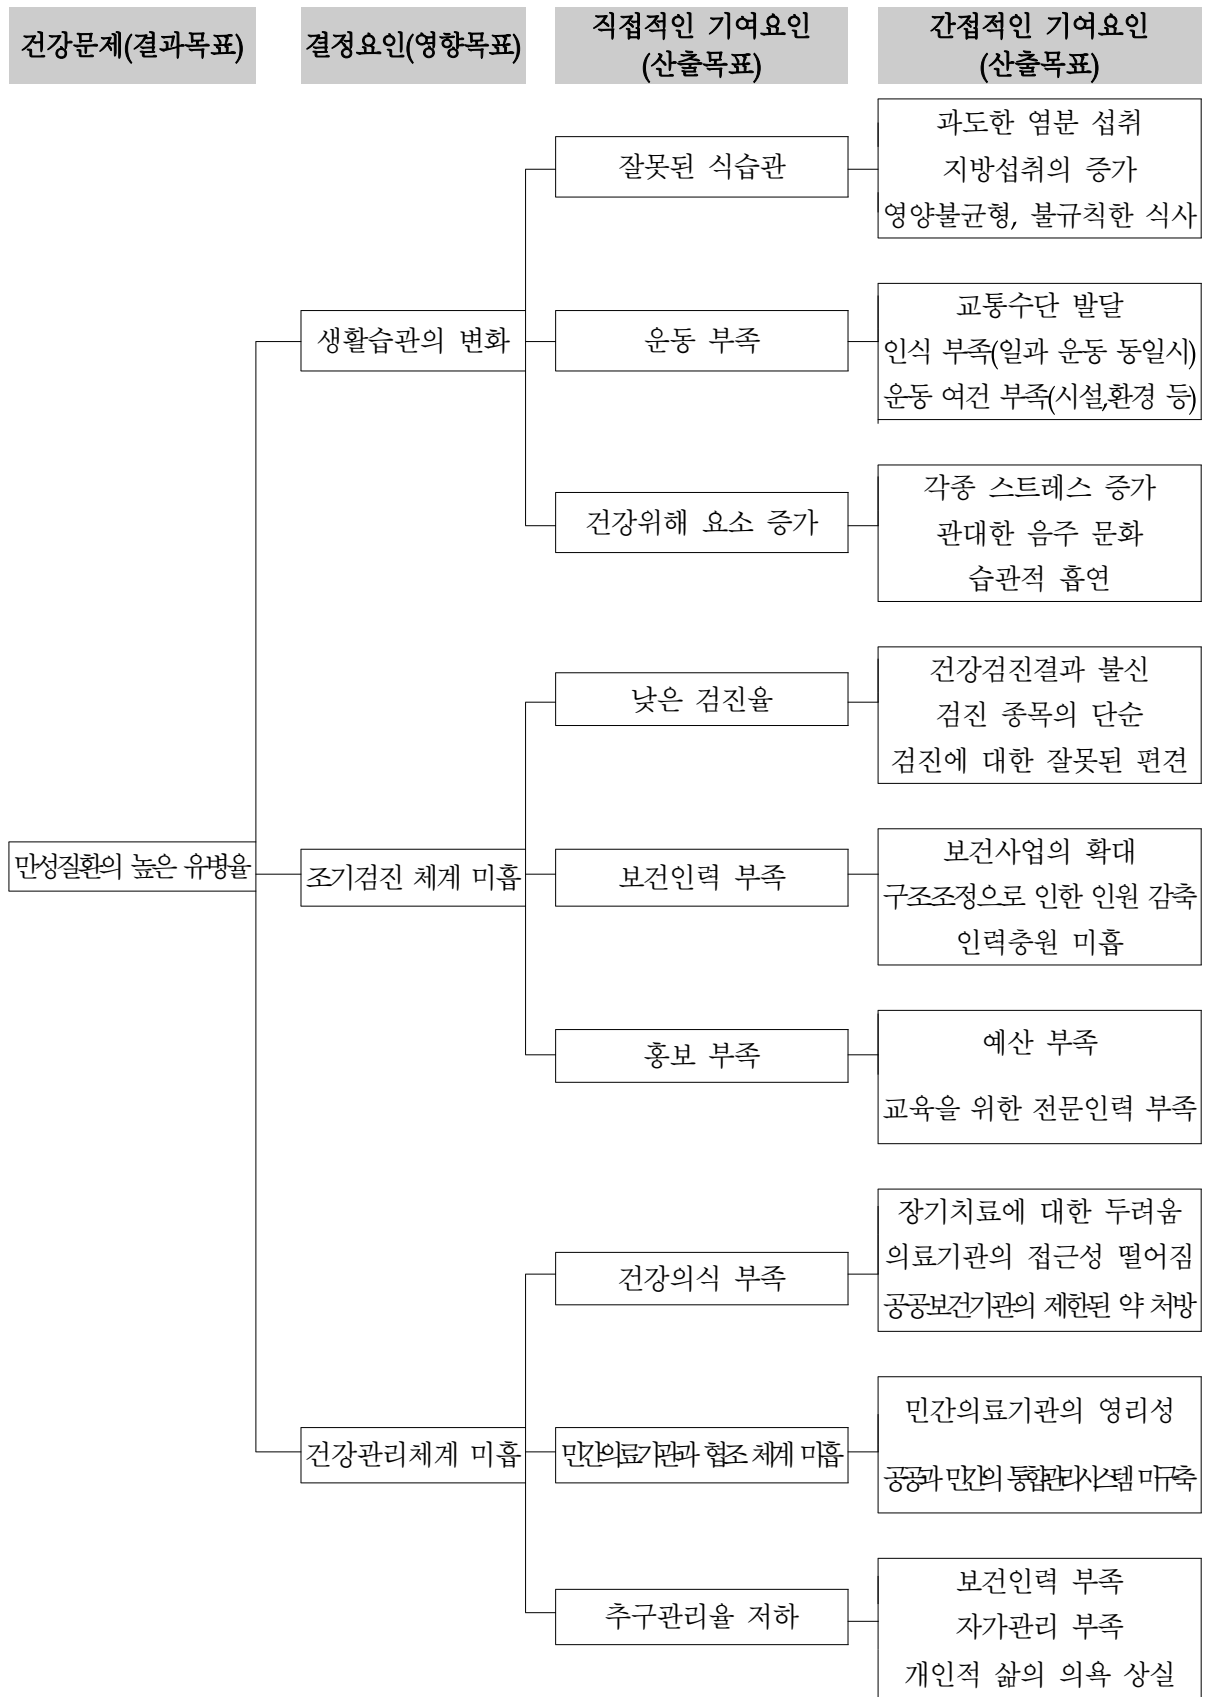 건강문제(결과목표)
결정요인(영향목표)
직접적인 기여요인
(산출목표)
간접적인 기여요인
(산출목표)
만성질환의 높은 유병율
생활습관의 변화
잘못된 식습관
과도한 염분 섭취
지방섭취의 증가
영양불균형, 불규칙한 식사
운동 부족
교통수단 발달
인식 부족(일과 운동 동일시)
운동 여건 부족(시설,환경 등)
건강위해 요소 증가
각종 스트레스 증가
관대한 음주 문화
습관적 흡연
조기검진 체계 미흡
낮은 검진율
건강검진결과 불신
검진 종목의 단순
검진에 대한 잘못된 편견
보건인력 부족
보건사업의 확대
구조조정으로 인한 인원 감축
인력충원 미흡
홍보 부족
예산 부족
교육을 위한 전문인력 부족
건강관리체계 미흡
건강의식 부족
장기치료에 대한 두려움
의료기관의 접근성 떨어짐
공공보건기관의 제한된 약 처방
민간의료기관과 협조 체계 미흡
민간의료기관의 영리성
공공과 민간의 통합관리시스템 미구축
추구관리율 저하
보건인력 부족
자가관리 부족
개인적 삶의 의욕 상실